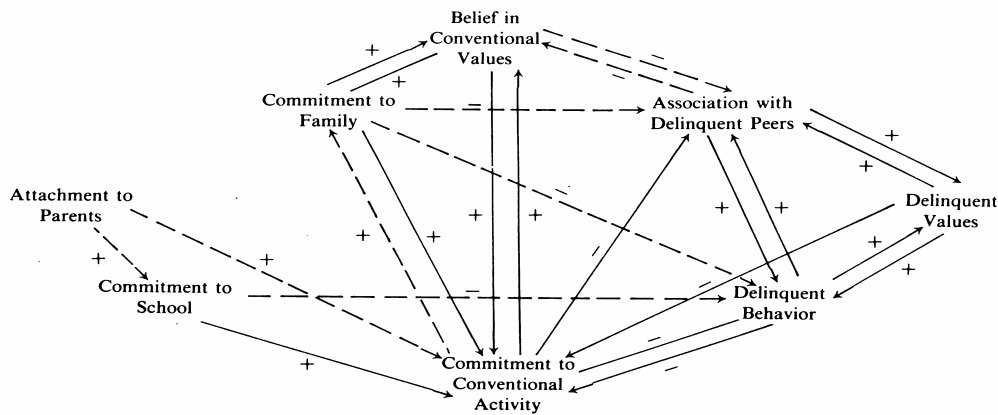 Belief in
Conventional
Values
+
−
+
−
Commitment to
Family
−
Association with
Delinquent Peers
+
+
Attachment to
Parents
−
Delinquent
Values
+
+
+
+
+
+
−
+
+
+
+
Commitment to
School
−
−
Delinquent
Behavior
+
−
−
Commitment to
Conventional
Activity